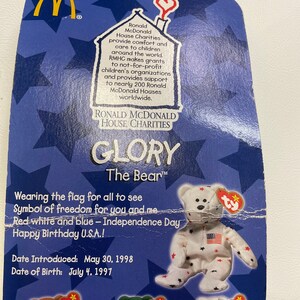 Ronald
McDonald
House Charities
provide comfort and
care to children
around the world.
RMHC makes grants
to not-for-profit
children's organizations
and provides support
to nearly 200 Ronald
McDonald Houses
worldwide.
RONALD MCDONALD
HOUSE CHARITIES
GLORY
The Bear™
Wearing the flag for all to see
Symbol of freedom for you and me
Red white and blue – Independence Day
Happy Birthday U.S.A.!
Date Introduced: May 30, 1998
Date of Birth: July 4, 1997
ty